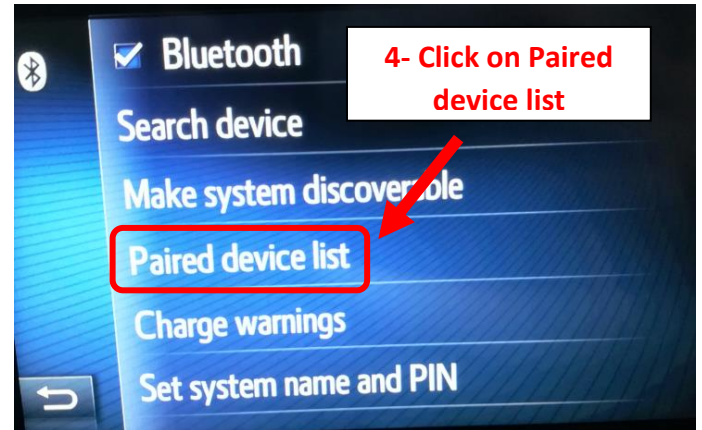 Bluetooth
4- Click on Paired
device list
Search device
Make system discoverable
Paired device list
Charge warnings
Set system name and PIN